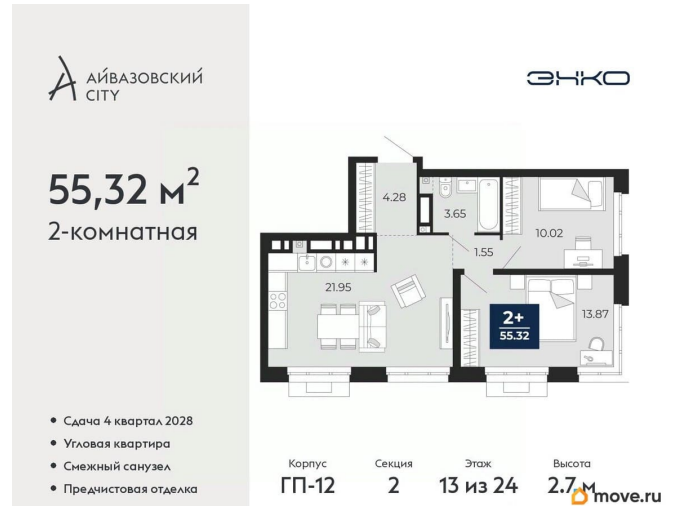 АЙВАЗОВСКИЙ
CITY
ЭНКО
55,32 м²
2-комнатная
4.28
3.65
10.02
1.55
21.95
13.87
2+
55.32
Сдача 4 квартал 2028
Угловая квартира
Смежный санузел
Предчистовая отделка
Корпус
Секция
Этаж
Высота
ГП-12
2
13 из 24
2.7 м
move.ru